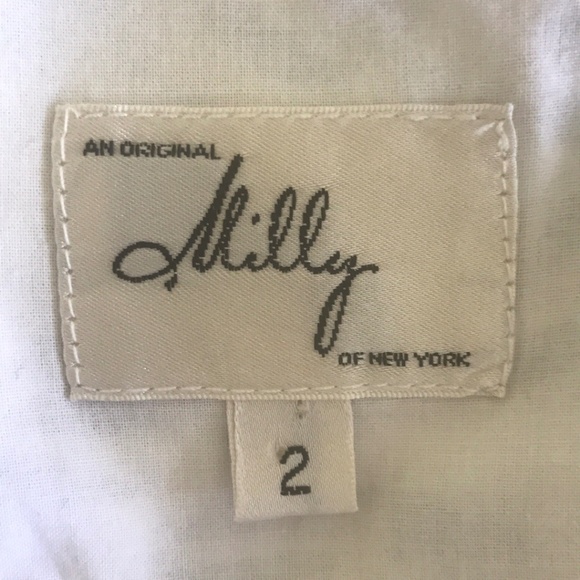 AN ORIGINAL
Milly
OF NEW YORK
2